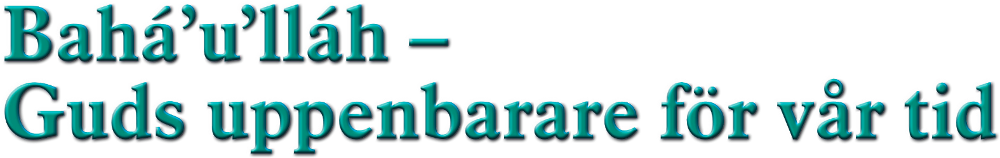 Bahá’u’lláh –
Guds uppenbarare för vår tid